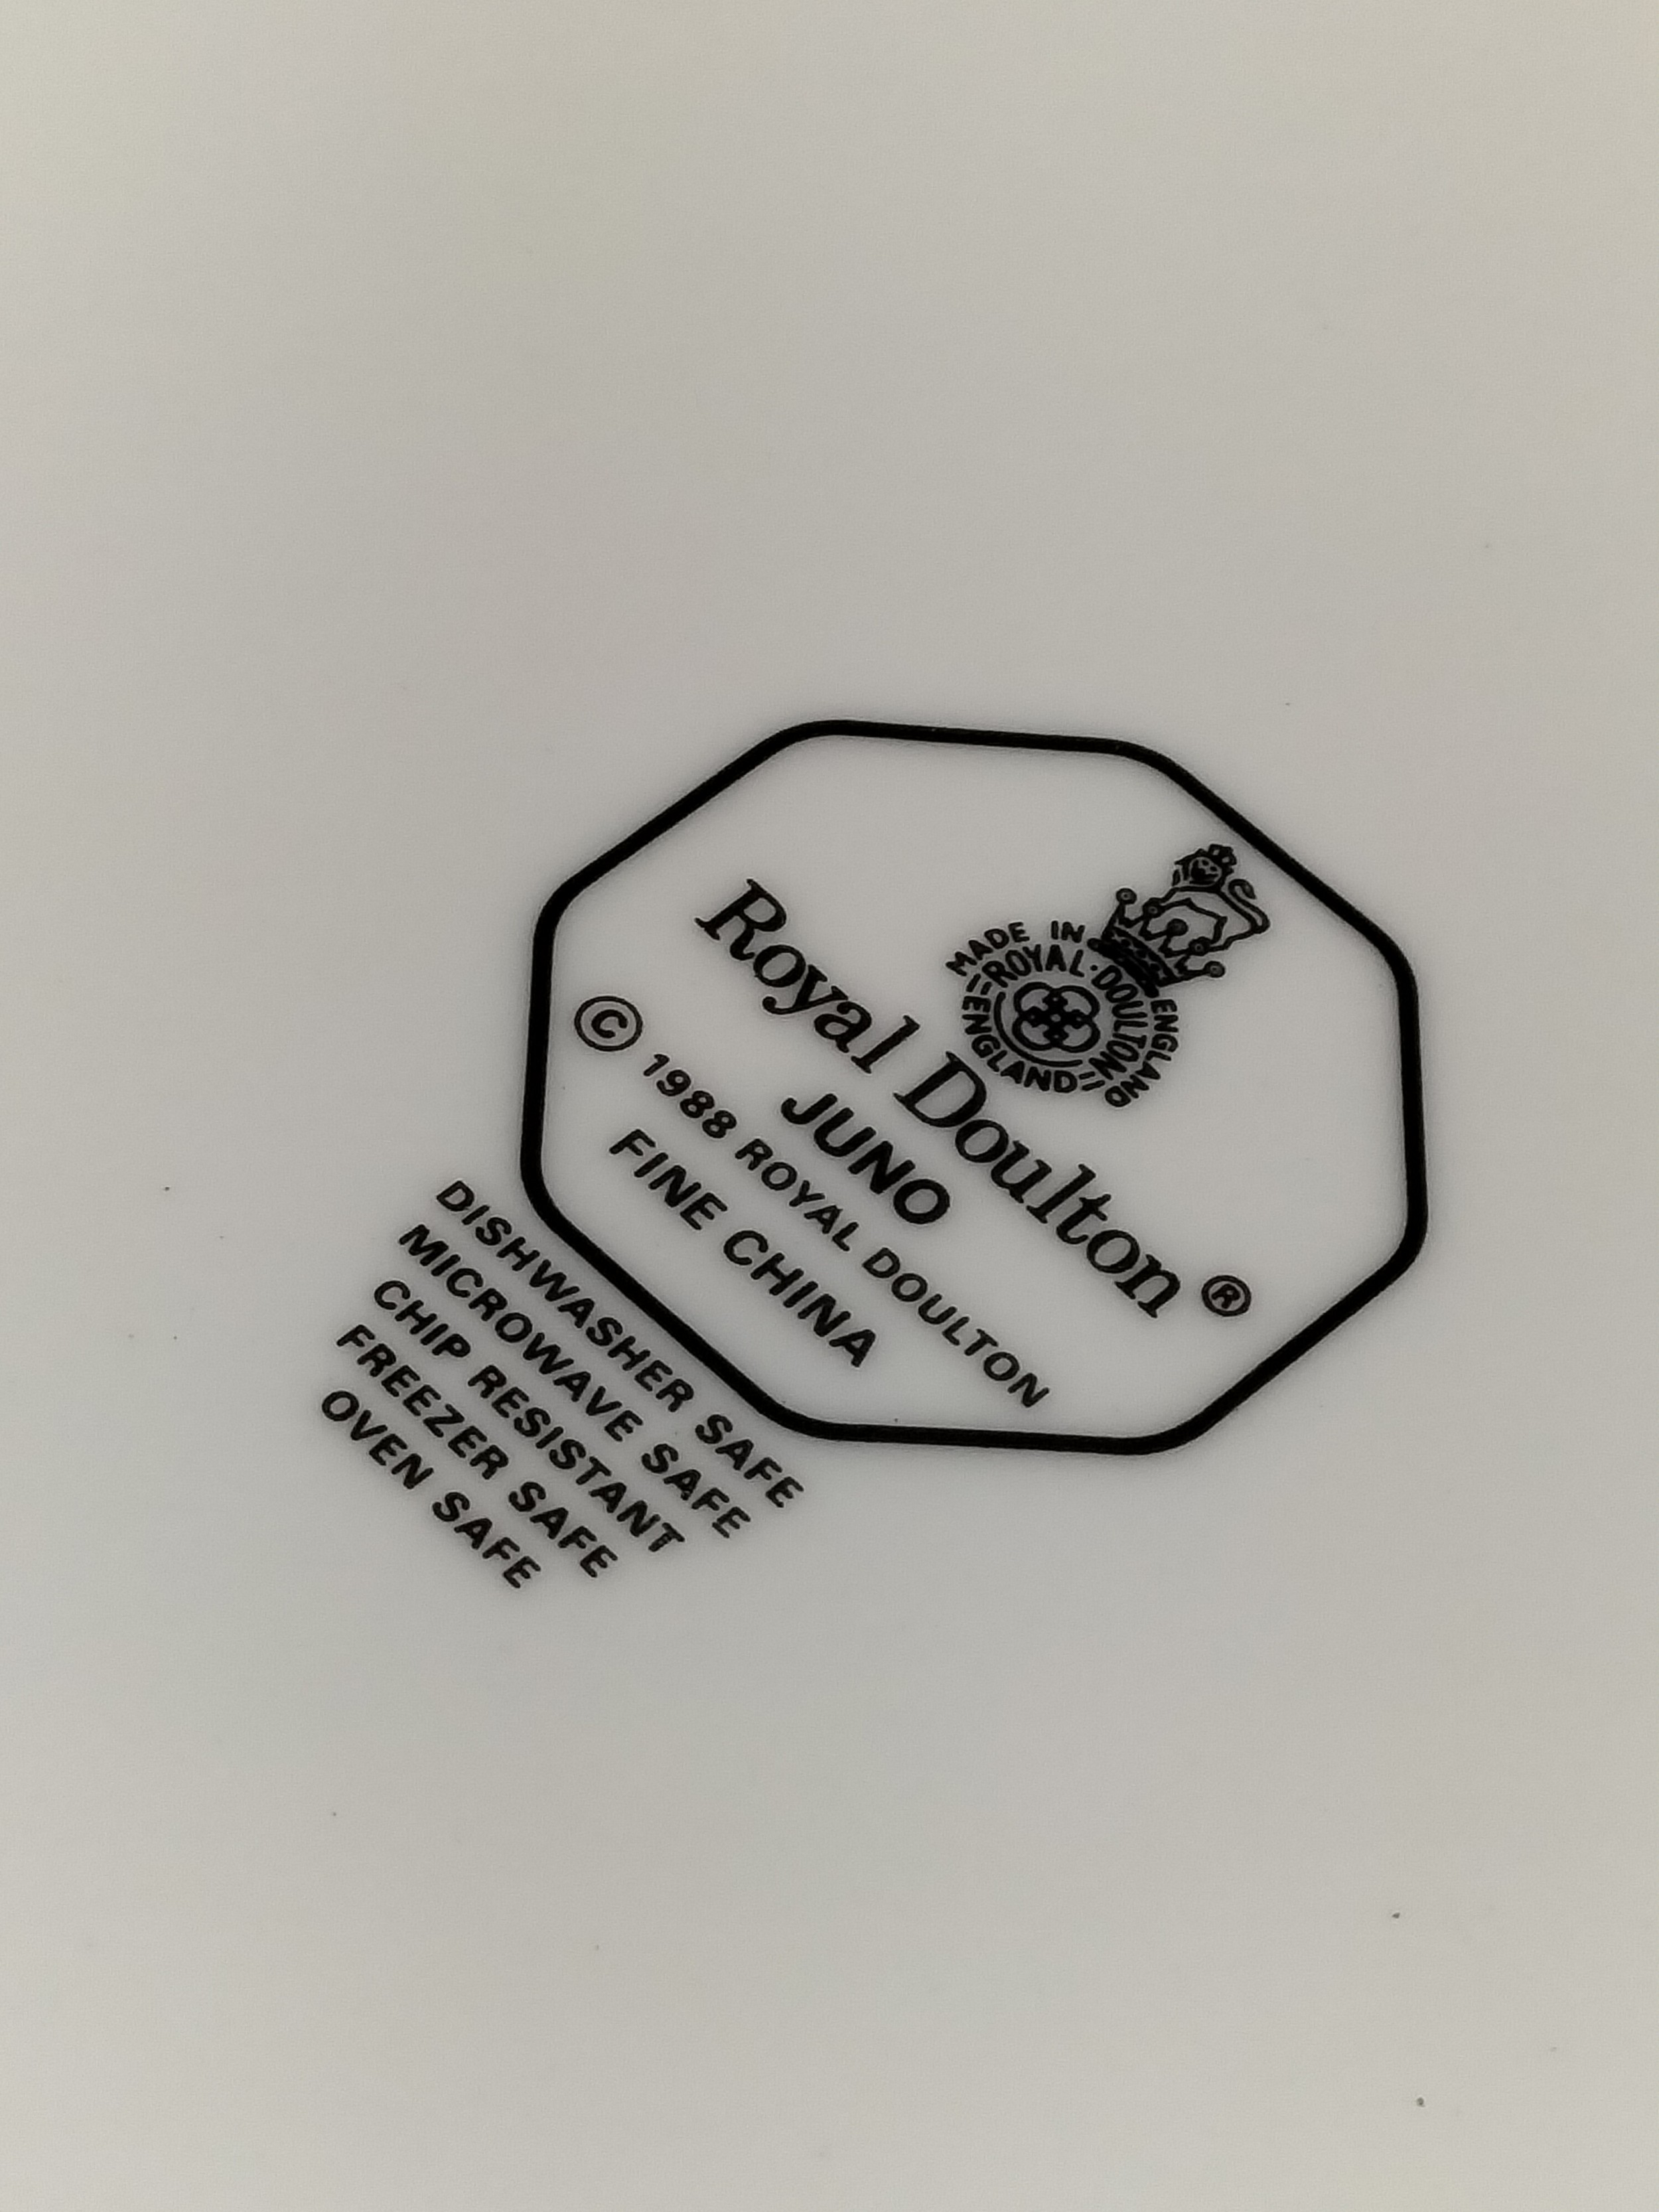 MADE IN ENGLAND
ROYAL·DOULTON
ENGLAND
Royal Doulton ®
JUNO
© 1988 ROYAL DOULTON
FINE CHINA
DISHWASHER SAFE
MICROWAVE SAFE
CHIP RESISTANT
FREEZER SAFE
OVEN SAFE